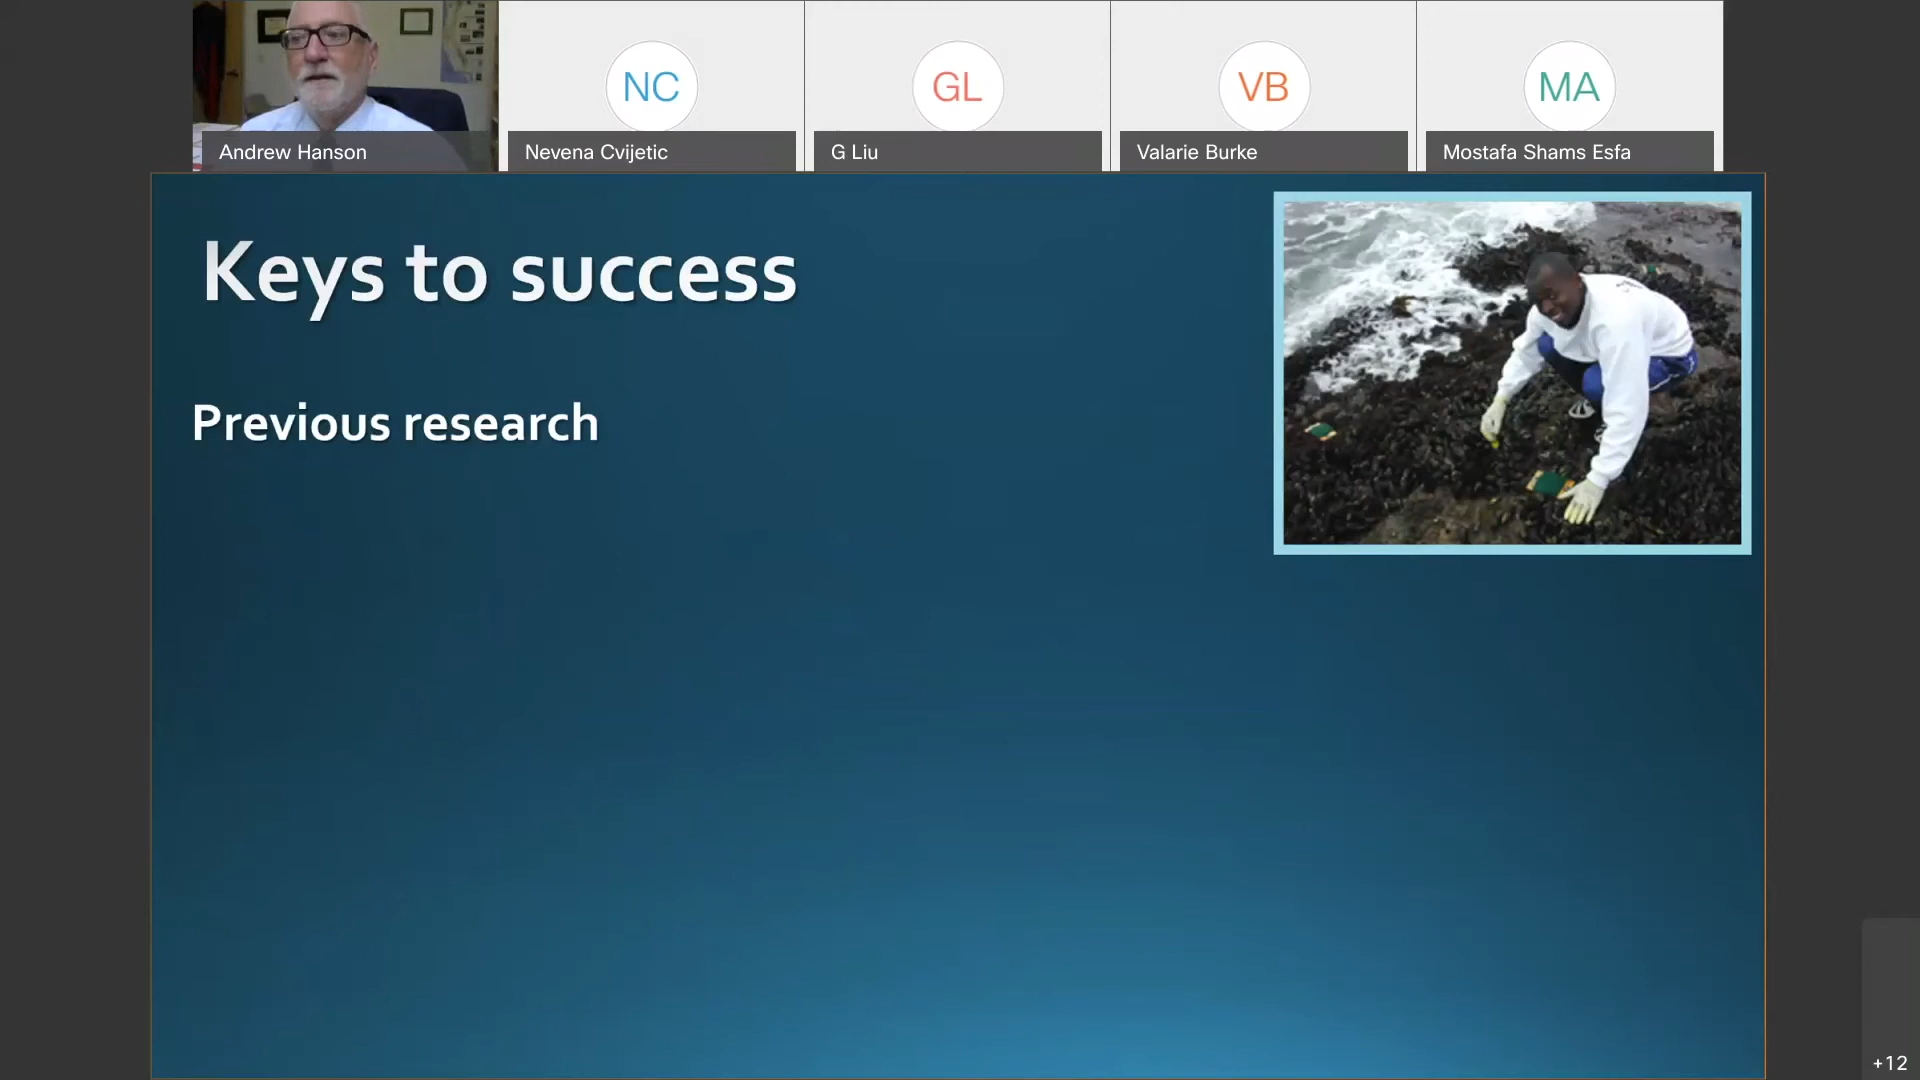 NC
GL
VB
MA
Andrew Hanson
Nevena Cvijetic
G Liu
Valarie Burke
Mostafa Shams Esfa
Keys to success
Previous research
+12